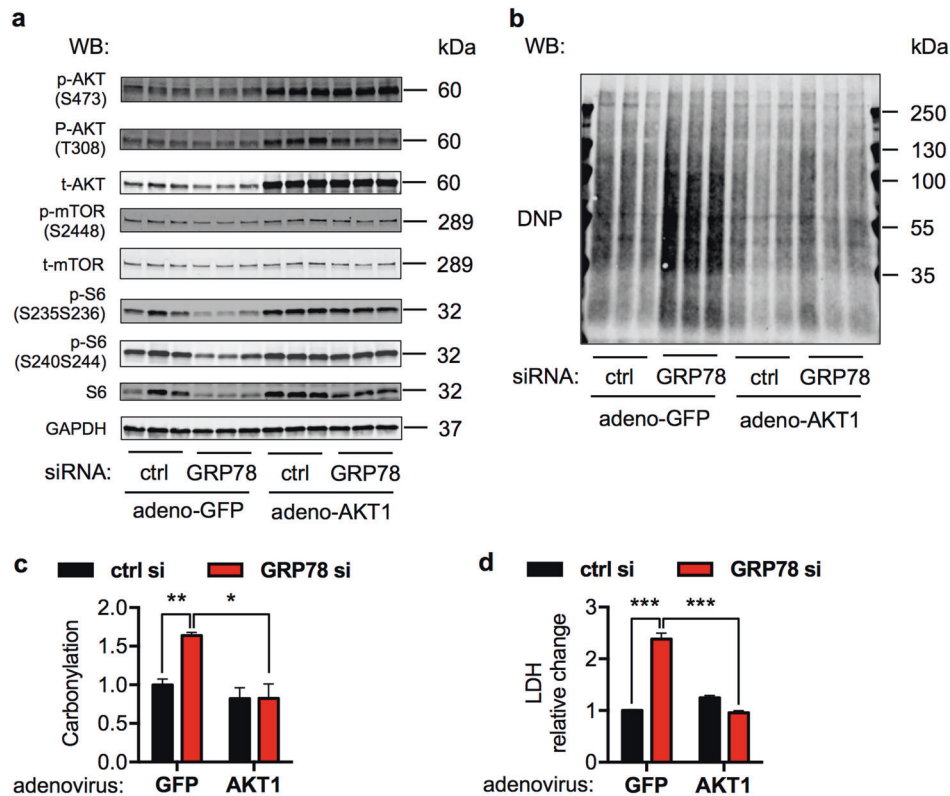 a
WB:
kDa
p-AKT
(S473)
60
P-AKT
(T308)
60
t-AKT
60
p-mTOR
(S2448)
289
t-mTOR
289
p-S6
(S235S236)
32
p-S6
(S240S244)
32
S6
32
GAPDH
37
siRNA: ctrl GRP78 ctrl GRP78
adeno-GFP adeno-AKT1
b
WB:
kDa
250
130
100
DNP
55
35
siRNA: ctrl GRP78 ctrl GRP78
adeno-GFP adeno-AKT1
c
ctrl si GRP78 si
** *
2.0
1.5
1.0
0.5
0.0
Carbonylation
adenovirus: GFP AKT1
d
ctrl si GRP78 si
*** ***
3
2
1
0
LDH
relative change
adenovirus: GFP AKT1